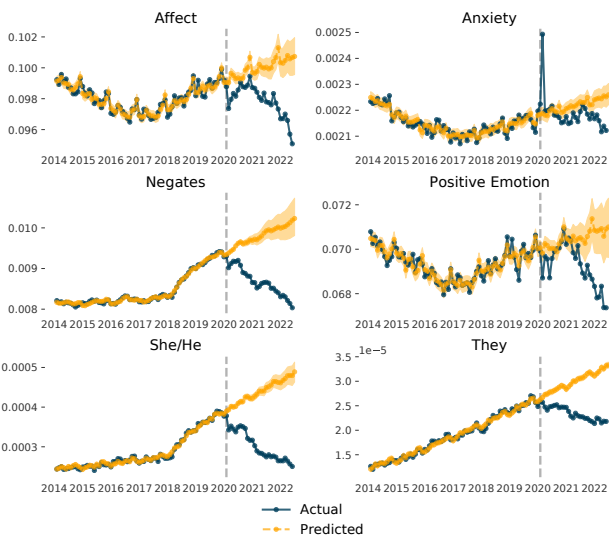 Affect
0.102
0.100
0.098
0.096
2014 2015 2016 2017 2018 2019 2020 2021 2022
Anxiety
0.0025
0.0024
0.0023
0.0022
0.0021
2014 2015 2016 2017 2018 2019 2020 2021 2022
Negates
0.010
0.009
0.008
2014 2015 2016 2017 2018 2019 2020 2021 2022
Positive Emotion
0.072
0.070
0.068
2014 2015 2016 2017 2018 2019 2020 2021 2022
She/He
0.0005
0.0004
0.0003
2014 2015 2016 2017 2018 2019 2020 2021 2022
They
1e-5
3.5
3.0
2.5
2.0
1.5
2014 2015 2016 2017 2018 2019 2020 2021 2022
Actual
Predicted